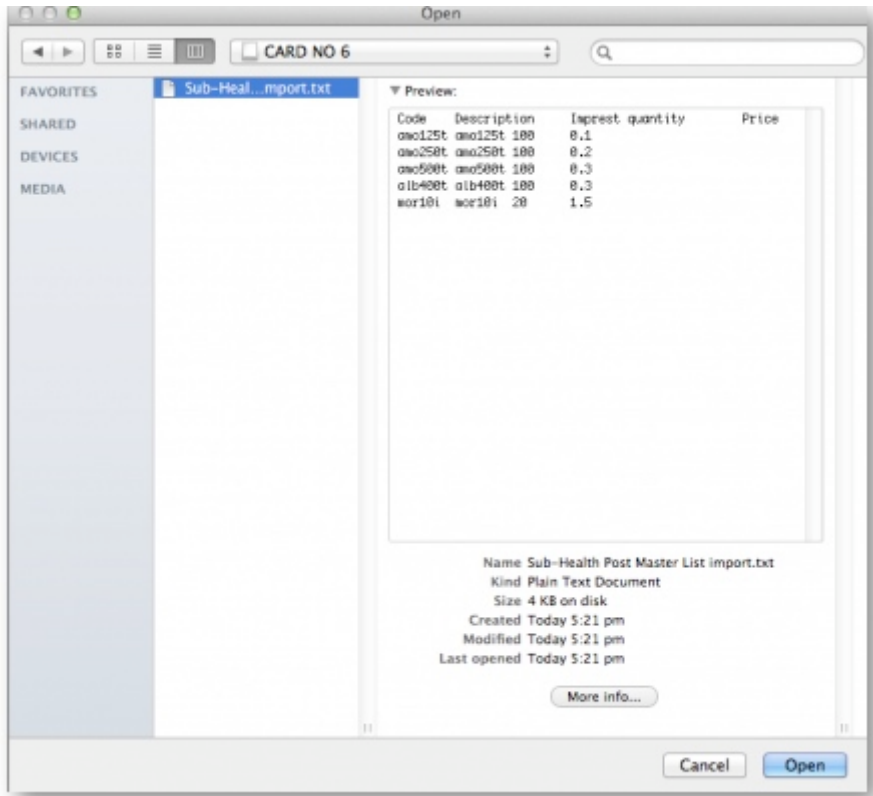 Open
CARD NO 6
FAVORITES
SHARED
DEVICES
MEDIA
Sub-Heal...mport.txt
Preview:
Code Description Imprest quantity Price
amo125t amo125t 100 0.1
amo250t amo250t 100 0.2
amo500t amo500t 100 0.3
alb400t alb400t 100 0.3
mor10i mor10i 20 1.5
Name Sub-Health Post Master List import.txt
Kind Plain Text Document
Size 4 KB on disk
Created Today 5:21 pm
Modified Today 5:21 pm
Last opened Today 5:21 pm
More info...
Cancel Open